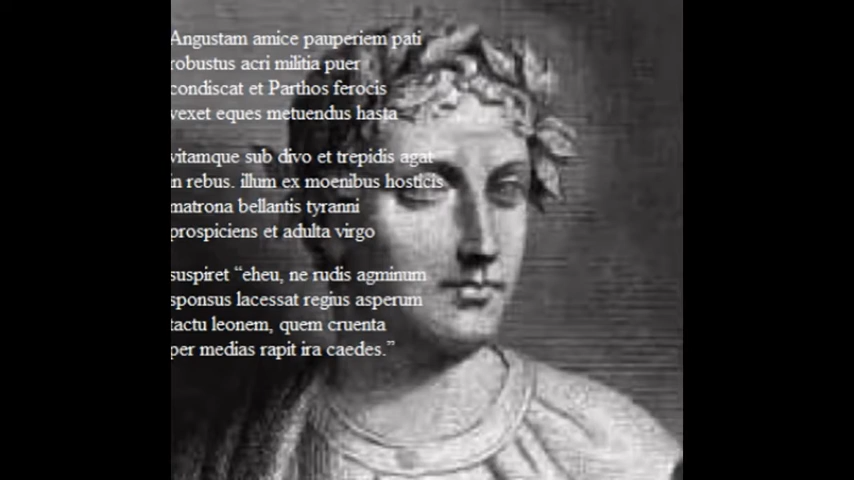 Angustam amice pauperiem pati
robustus acri militia puer
condiscat et Parthos ferocis
vexet eques metuendus hasta
vitamque sub divo et trepidis agat
in rebus. illum ex moenibus hosticis
matrona bellantis tyranni
prospiciens et adulta virgo
suspiret “eheu, ne rudis agminum
sponsus lacessat regius asperum
tactu leonem, quem cruenta
per medias rapit ira caedes.”